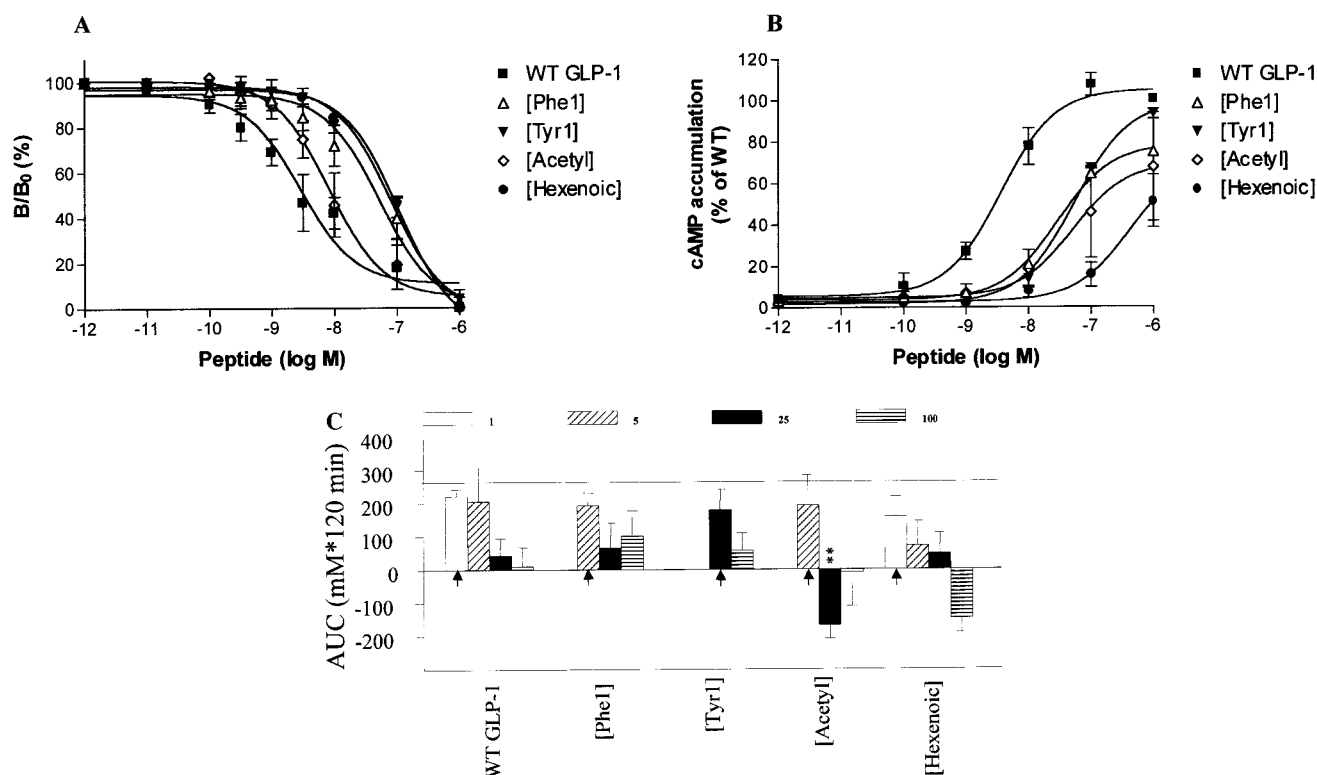 A
100
80
60
40
20
0
B/B₀ (%)
-12 -11 -10 -9 -8 -7 -6
Peptide (log M)
WT GLP-1
[Phe1]
[Tyr1]
[Acetyl]
[Hexenoic]
B
120
100
80
60
40
20
0
cAMP accumulation
(% of WT)
-12 -10 -9 -8 -7 -6
Peptide (log M)
WT GLP-1
[Phe1]
[Tyr1]
[Acetyl]
[Hexenoic]
C
1 5 25 100
400
300
200
100
0
-100
-200
AUC (mM*120 min)
**
WT GLP-1
[Phe1]
[Tyr1]
[Acetyl]
[Hexenoic]